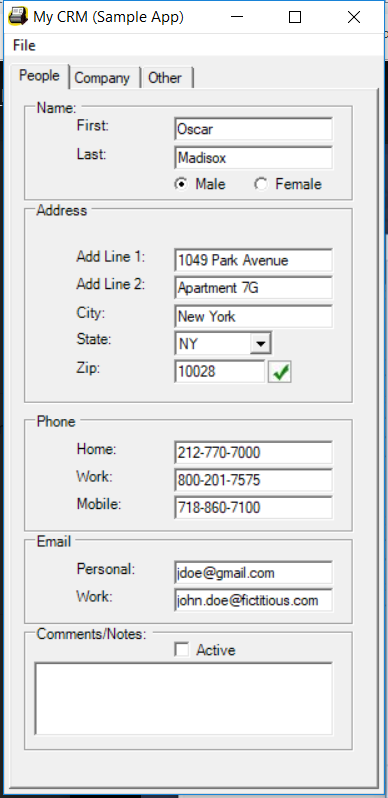 My CRM (Sample App)
File
People Company Other
Name:
First: Oscar
Last: Madisox
Male Female
Address
Add Line 1: 1049 Park Avenue
Add Line 2: Apartment 7G
City: New York
State: NY
Zip: 10028
Phone
Home: 212-770-7000
Work: 800-201-7575
Mobile: 718-860-7100
Email
Personal: jdoe@gmail.com
Work: john.doe@fictitious.com
Comments/Notes:
Active